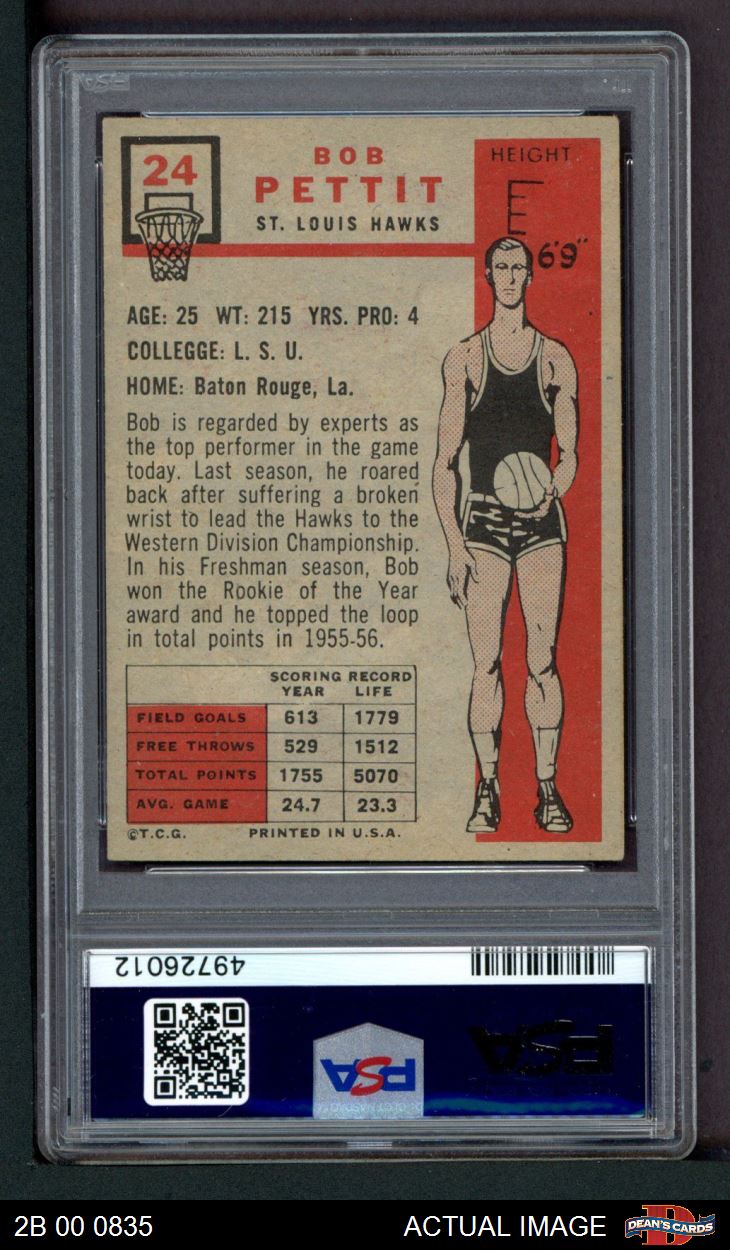 PSA
24
BOB
PETTIT
ST. LOUIS HAWKS
HEIGHT
6'9"
AGE: 25 WT: 215 YRS. PRO: 4
COLLEGGE: L. S. U.
HOME: Baton Rouge, La.
Bob is regarded by experts as
the top performer in the game
today. Last season, he roared
back after suffering a broken
wrist to lead the Hawks to the
Western Division Championship.
In his Freshman season, Bob
won the Rookie of the Year
award and he topped the loop
in total points in 1955-56.
SCORING RECORD
YEAR LIFE
FIELD GOALS 613 1779
FREE THROWS 529 1512
TOTAL POINTS 1755 5070
AVG. GAME 24.7 23.3
©T.C.G. PRINTED IN U.S.A.
49726012
PSA
PSA
2B 00 0835 ACTUAL IMAGE DEAN'S CARDS